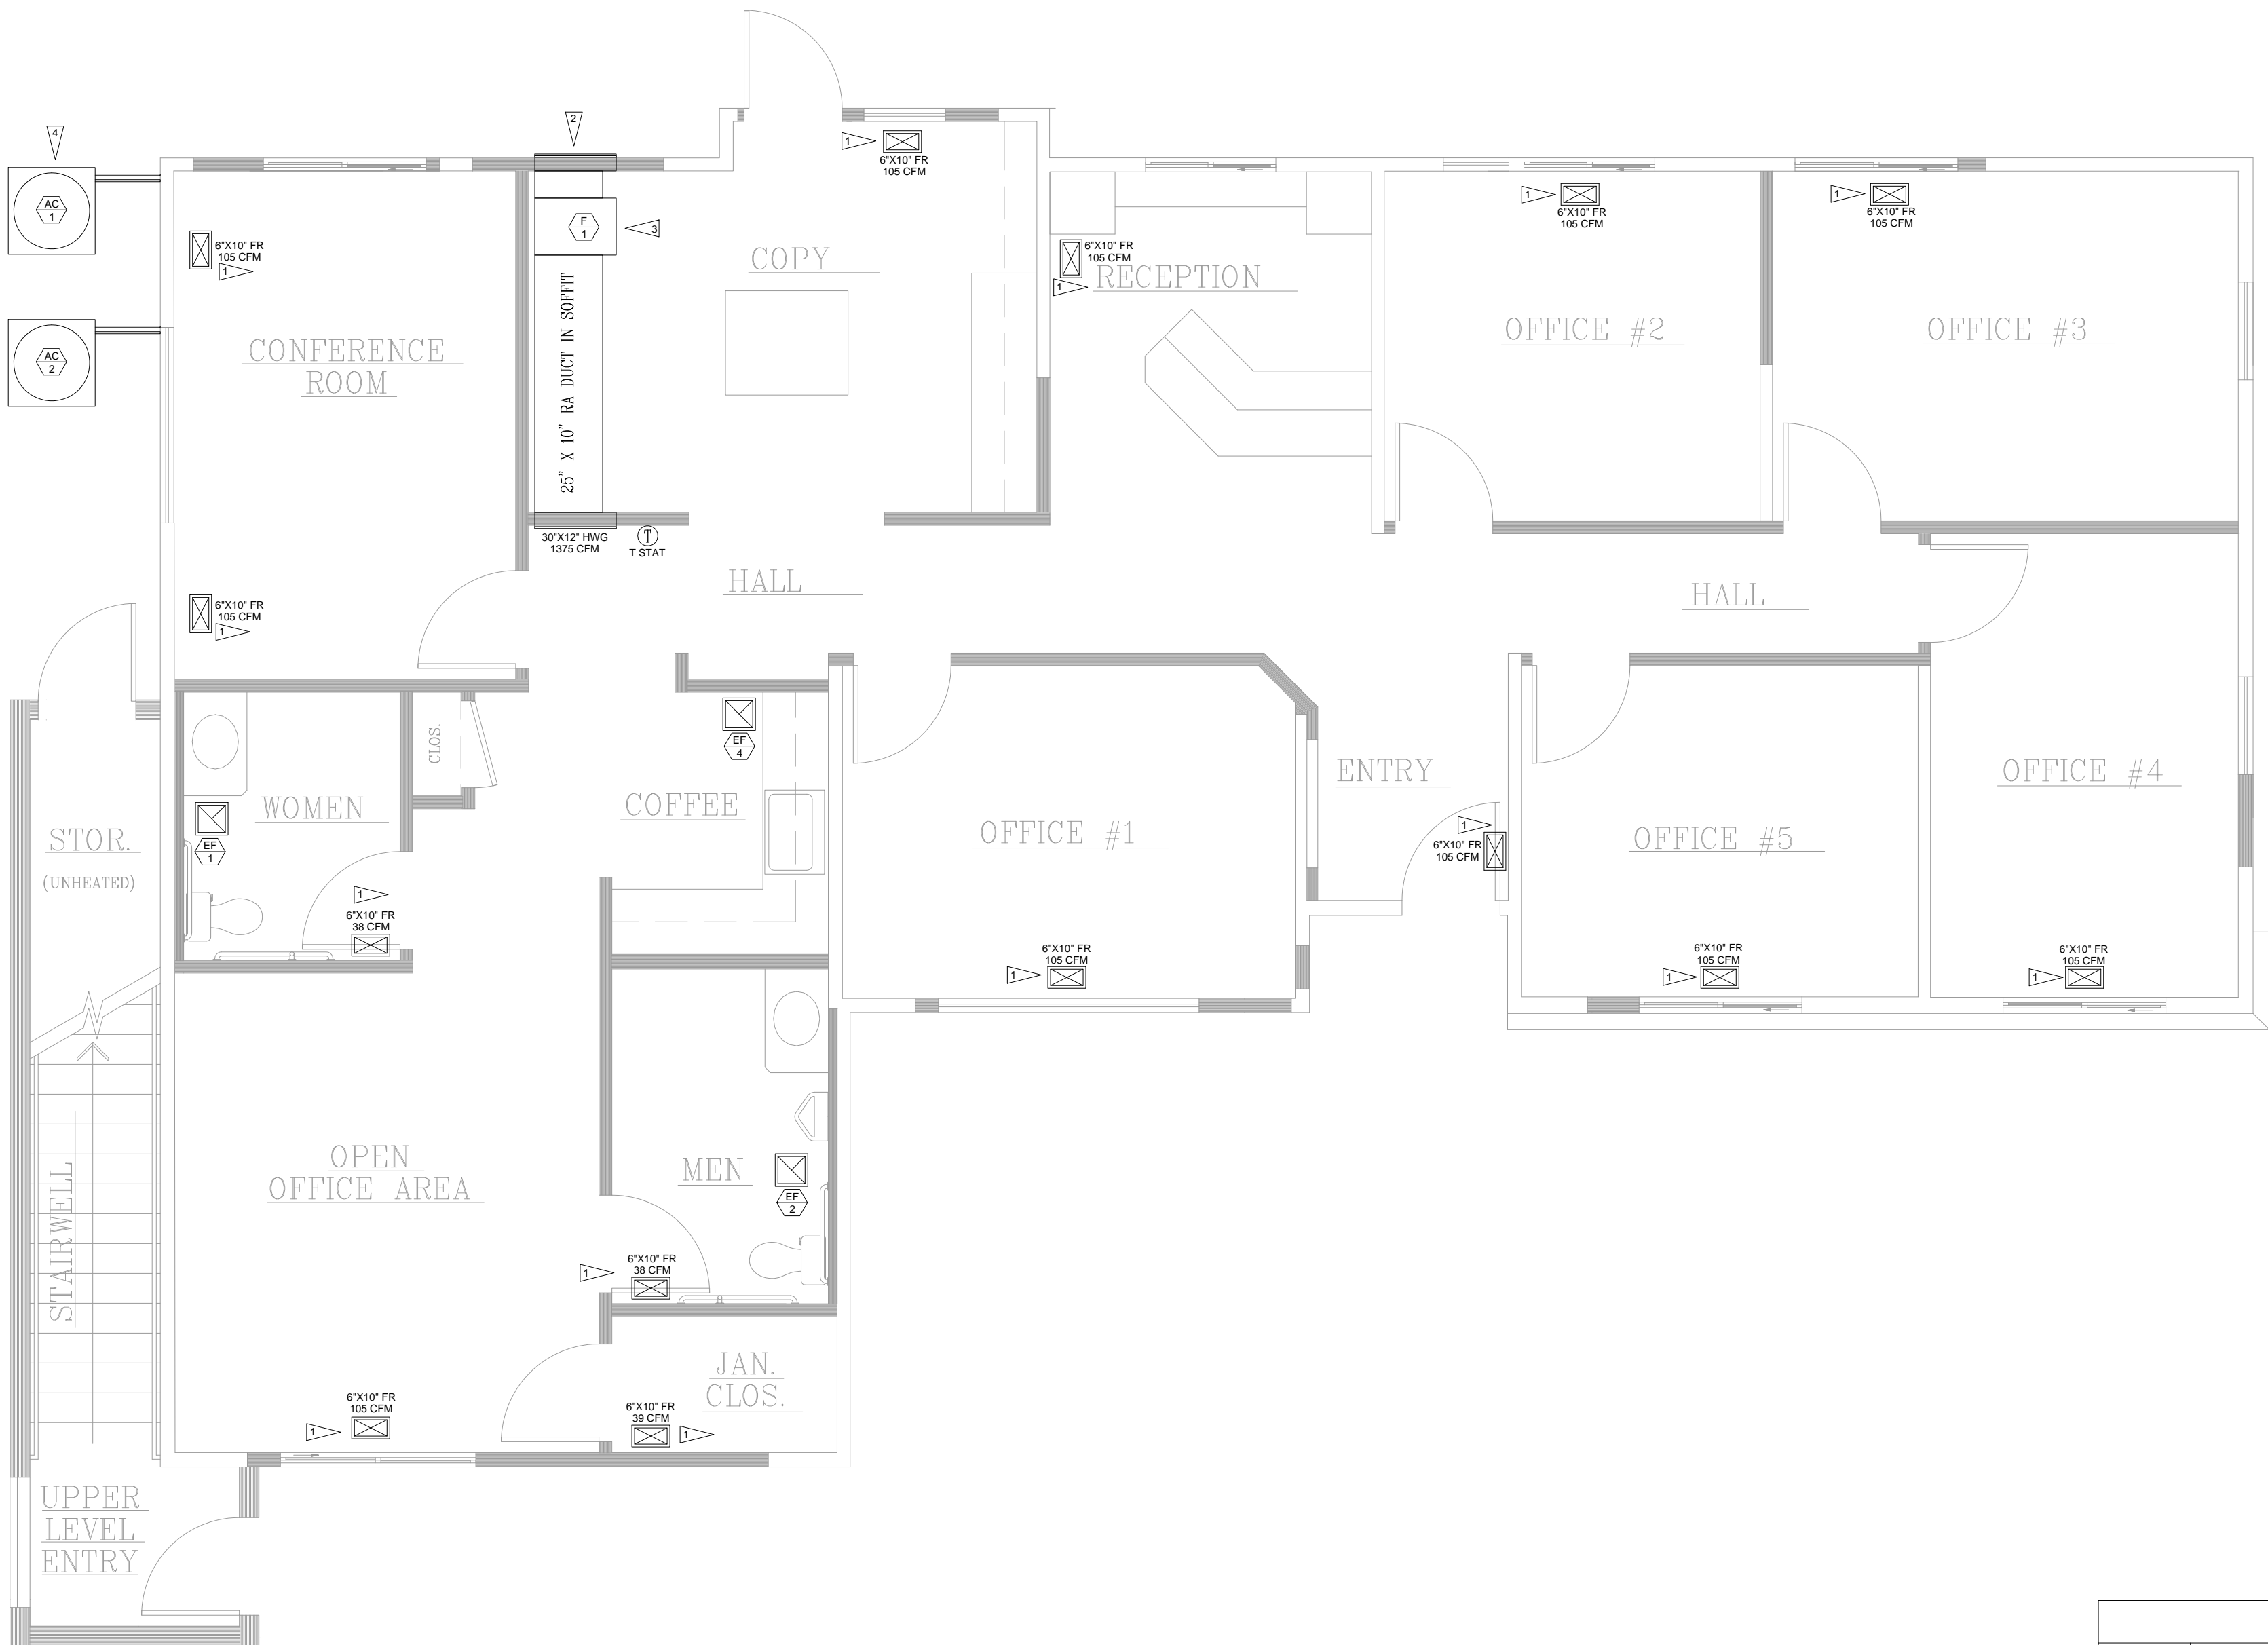 4
2
1
6"X10" FR
105 CFM
AC
1
F
1
3
1
6"X10" FR
105 CFM
1
6"X10" FR
105 CFM
6"X10" FR
105 CFM
1
COPY
6"X10" FR
105 CFM
1
RECEPTION
25" X 10" RA DUCT IN SOFFIT
OFFICE #2
OFFICE #3
AC
2
CONFERENCE
ROOM
30"X12" HWG
1375 CFM
T
T STAT
HALL
HALL
6"X10" FR
105 CFM
1
CLOS.
EF
4
ENTRY
OFFICE #4
WOMEN
COFFEE
STOR.
(UNHEATED)
EF
1
OFFICE #1
1
6"X10" FR
105 CFM
OFFICE #5
1
6"X10" FR
38 CFM
6"X10" FR
105 CFM
1
6"X10" FR
105 CFM
1
6"X10" FR
105 CFM
1
OPEN
OFFICE AREA
MEN
EF
2
STAIRWELL
6"X10" FR
38 CFM
1
JAN.
CLOS.
6"X10" FR
105 CFM
1
6"X10" FR
39 CFM
1
UPPER
LEVEL
ENTRY